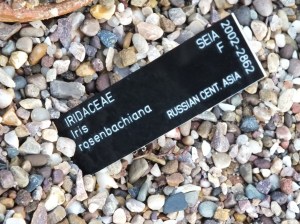 IRIDACEAE
Iris
rosenbachiana
SEIA
F
2002-2862
RUSSIAN CENT. ASIA